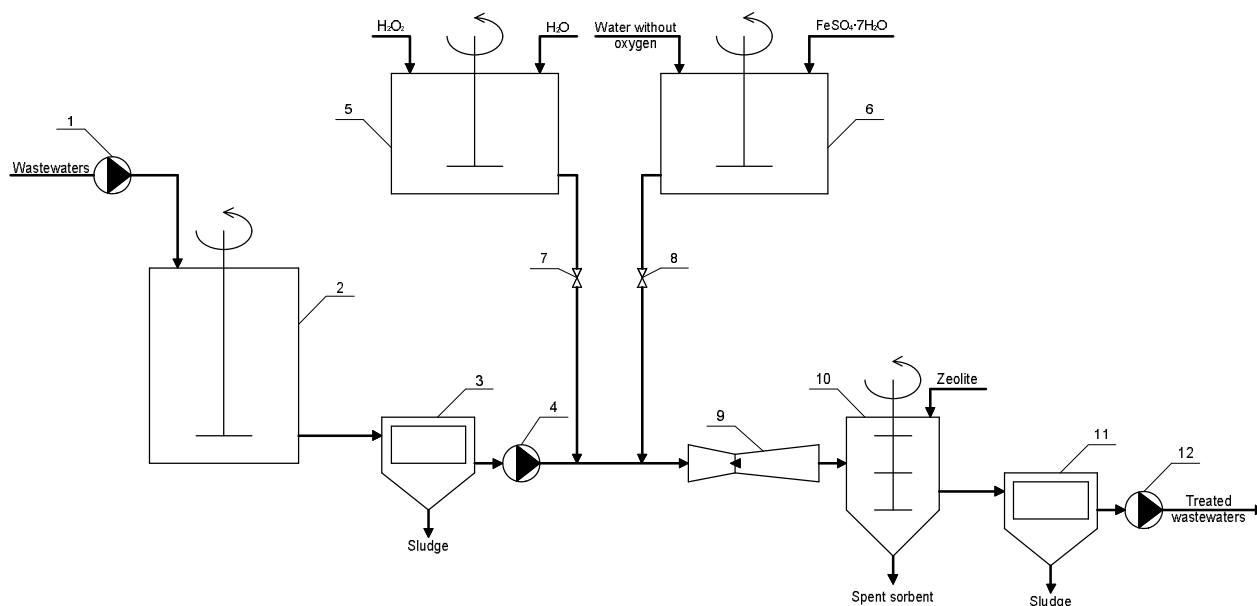 H₂O₂
H₂O
Water without
oxygen
FeSO₄·7H₂O
5
6
1
Wastewaters
7
8
2
3
4
9
10
Zeolite
11
12
Treated
wastewaters
Sludge
Spent sorbent
Sludge